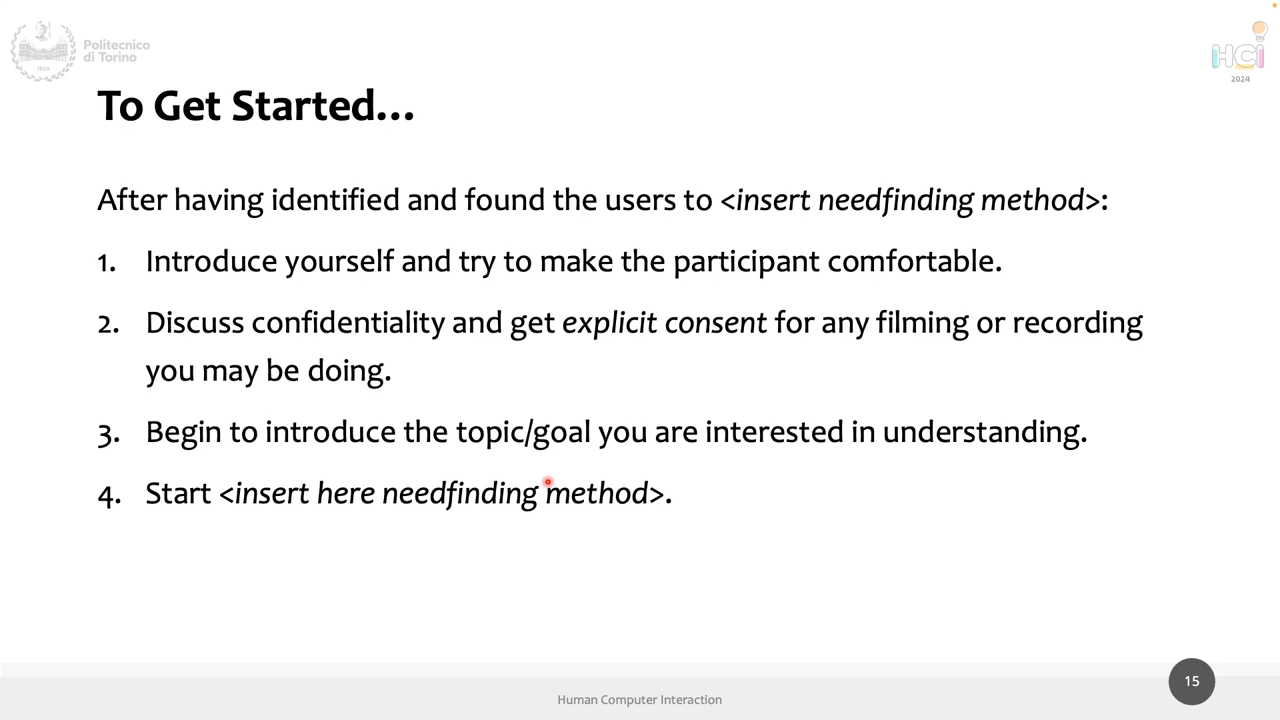 Politecnico
di Torino
1859
HCI
2024
To Get Started…
After having identified and found the users to <insert needfinding method>:
1. Introduce yourself and try to make the participant comfortable.
2. Discuss confidentiality and get explicit consent for any filming or recording
you may be doing.
3. Begin to introduce the topic/goal you are interested in understanding.
4. Start <insert here needfinding method>.
15
Human Computer Interaction